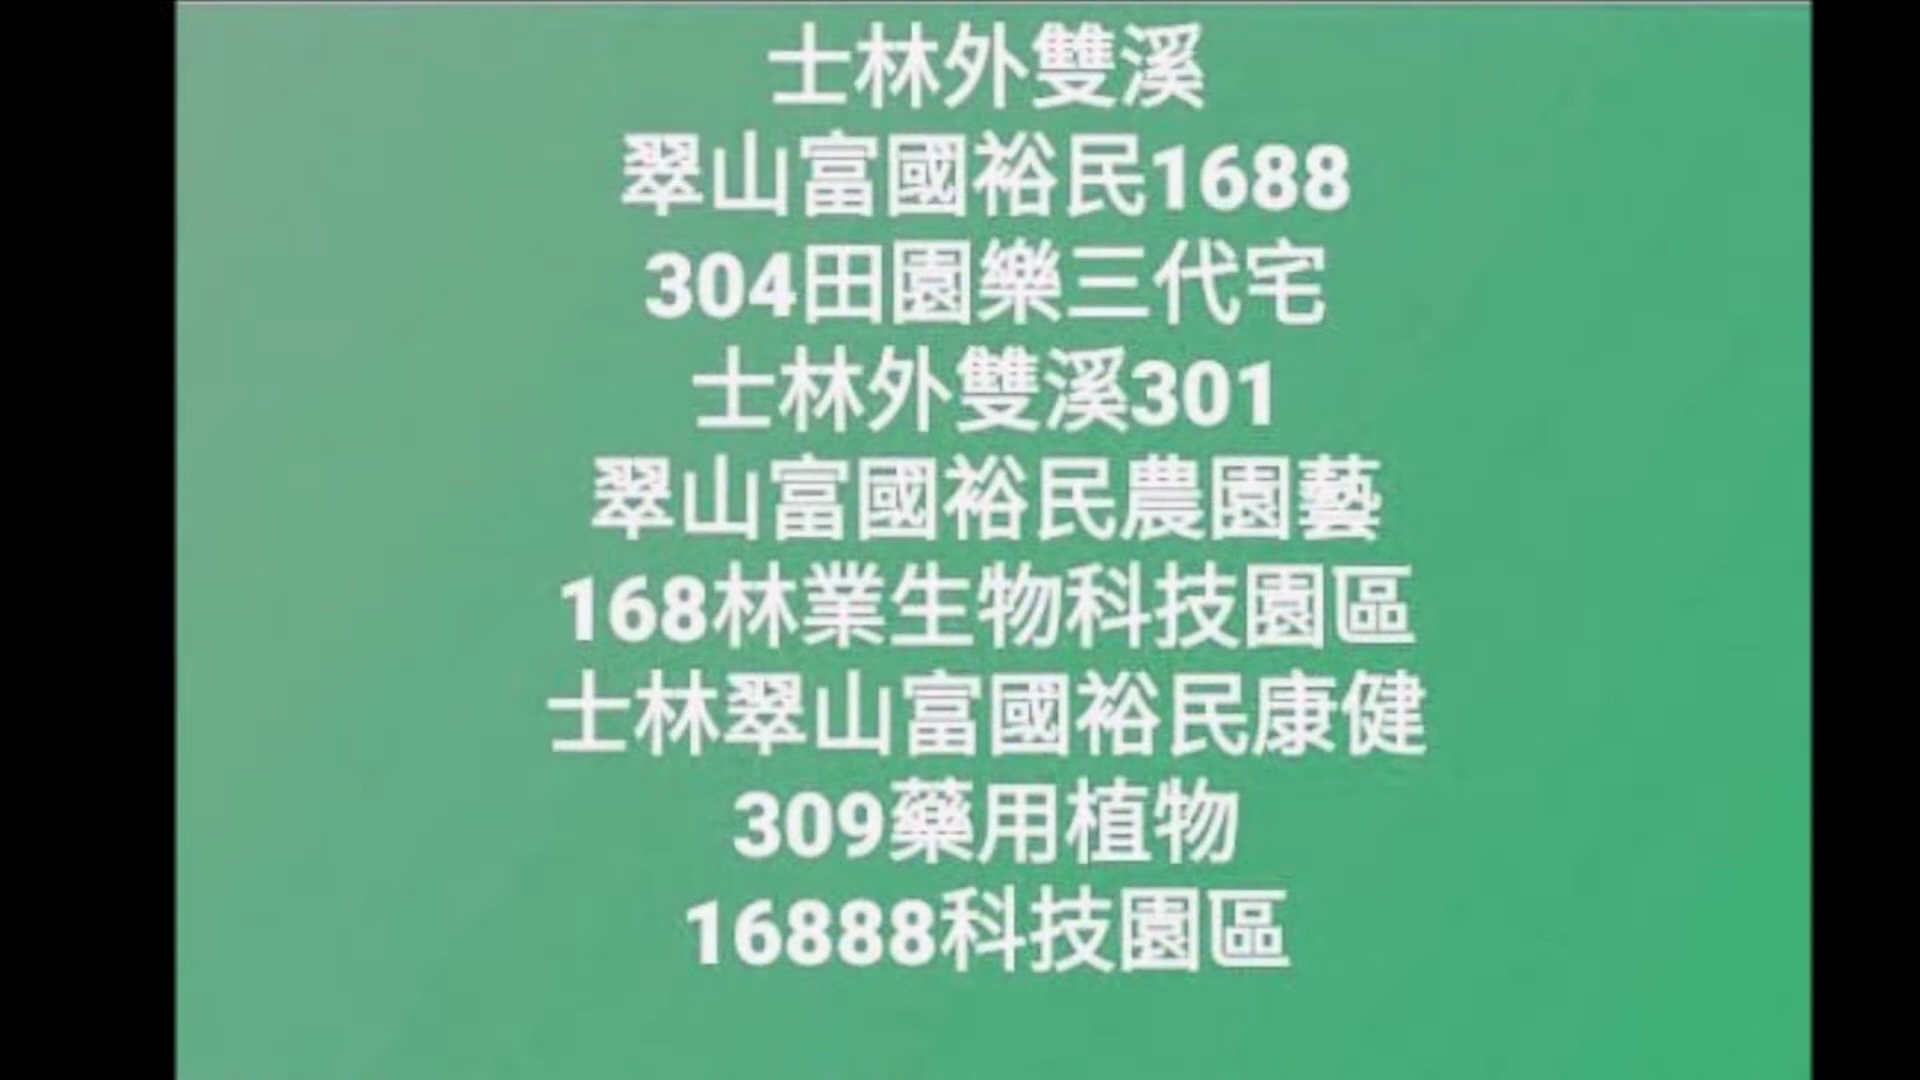 士林外雙溪
翠山富國裕民1688
304田園樂三代宅
士林外雙溪301
翠山富國裕民農園藝
168林業生物科技園區
士林翠山富國裕民康健
309藥用植物
16888科技園區